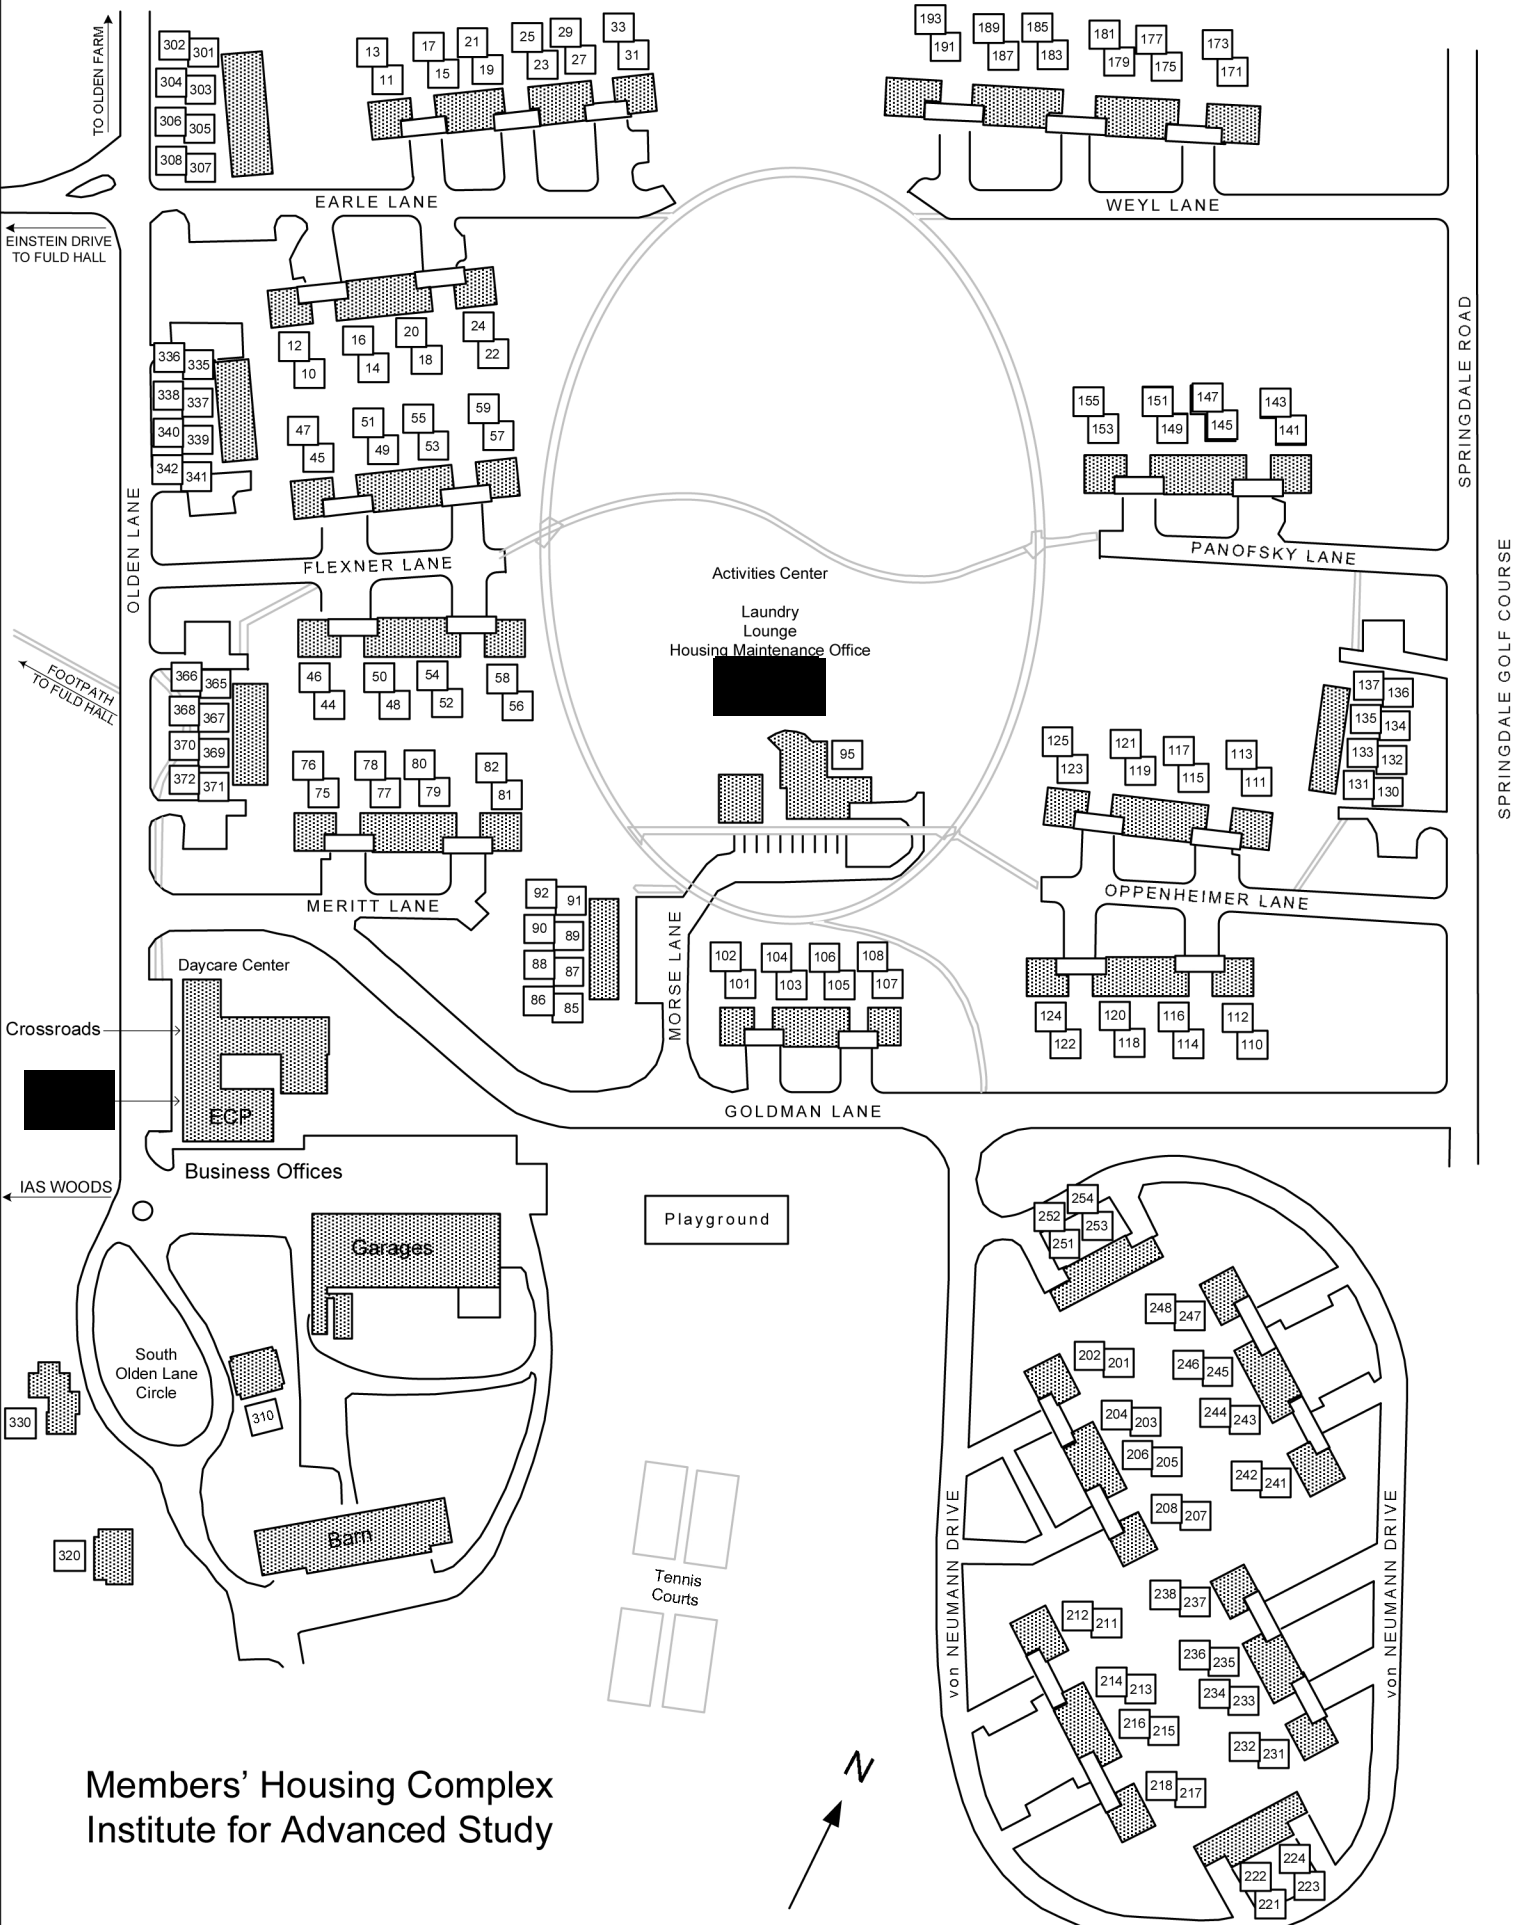 TO OLDEN FARM
302 301
304 303
306 305
308 307
13 11
17 15
21 19
25 23
29 27
33 31
193 191
189 187
185 183
181 179
177 175
173 171
EARLE LANE
WEYL LANE
EINSTEIN DRIVE
TO FULD HALL
12 10
16 14
20 18
24 22
336 335
338 337
340 339
342 341
47 45
51 49
55 53
59 57
155 153
151 149
147 145
143 141
SPRINGDALE ROAD
OLDEN LANE
FLEXNER LANE
PANOFSKY LANE
SPRINGDALE GOLF COURSE
Activities Center
Laundry
Lounge
Housing Maintenance Office
FOOTPATH
TO FULD HALL
366 365
368 367
370 369
372 371
46 44
50 48
54 52
58 56
137 136
135 134
133 132
131 130
76 75
78 77
80 79
82 81
95
125 123
121 119
117 115
113 111
MERITT LANE
OPPENHEIMER LANE
92 91
90 89
88 87
86 85
MORSE LANE
102 101
104 103
106 105
108 107
124 122
120 118
116 114
112 110
Daycare Center
Crossroads
ECP
GOLDMAN LANE
Business Offices
IAS WOODS
Playground
Garages
254 253
252 251
248 247
246 245
244 243
242 241
202 201
204 203
206 205
208 207
South
Olden Lane
Circle
330
310
320
Barn
Tennis
Courts
von NEUMANN DRIVE
von NEUMANN DRIVE
238 237
236 235
234 233
232 231
212 211
214 213
216 215
218 217
224 223
222 221
N
Members' Housing Complex
Institute for Advanced Study